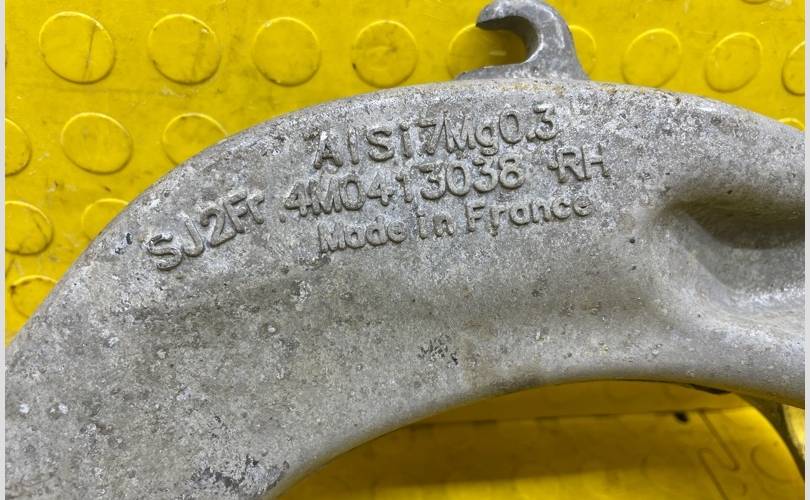 AlSi7Mg0.3
SJ2Fr 4M0413038 RH
Made in France